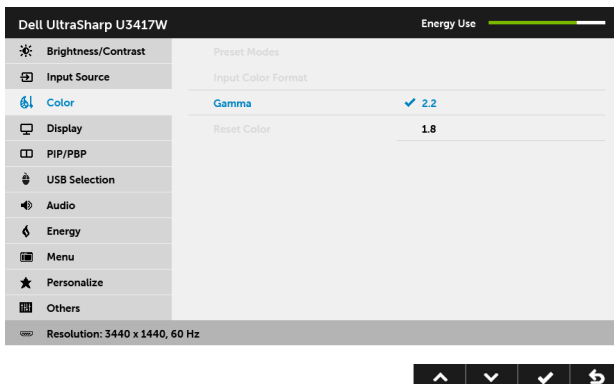 Dell UltraSharp U3417W Energy Use
Brightness/Contrast Preset Modes
Input Source Input Color Format
Color Gamma 2.2
Display Reset Color 1.8
PIP/PBP
USB Selection
Audio
Energy
Menu
Personalize
Others
Resolution: 3440 x 1440, 60 Hz